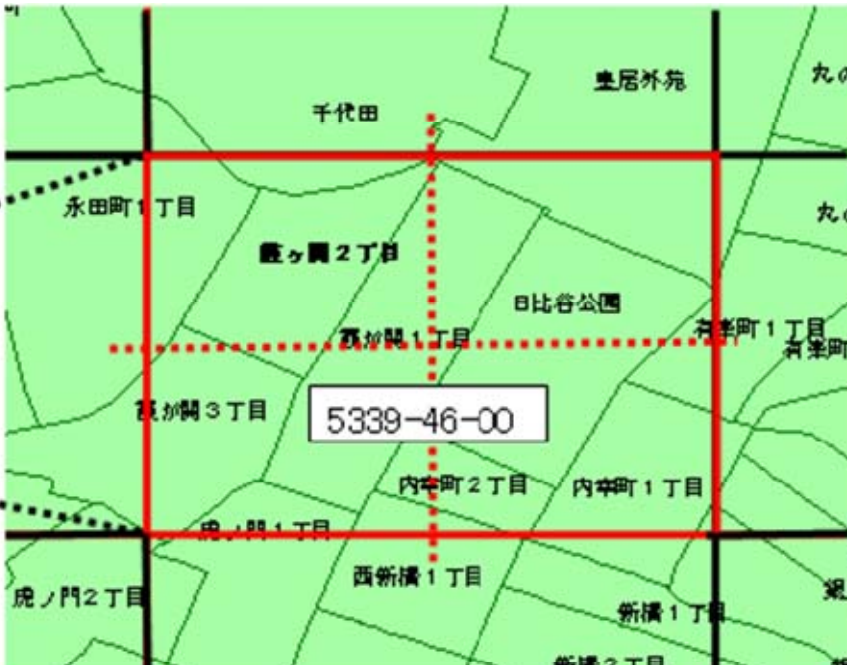 皇居外苑
千代田
永田町1丁目
霞ヶ関2丁目
日比谷公園
霞が関1丁目
有楽町1丁目
有楽町
霞が関3丁目
5339-46-00
内幸町2丁目
内幸町1丁目
虎ノ門1丁目
西新橋1丁目
虎ノ門2丁目
新橋1丁目